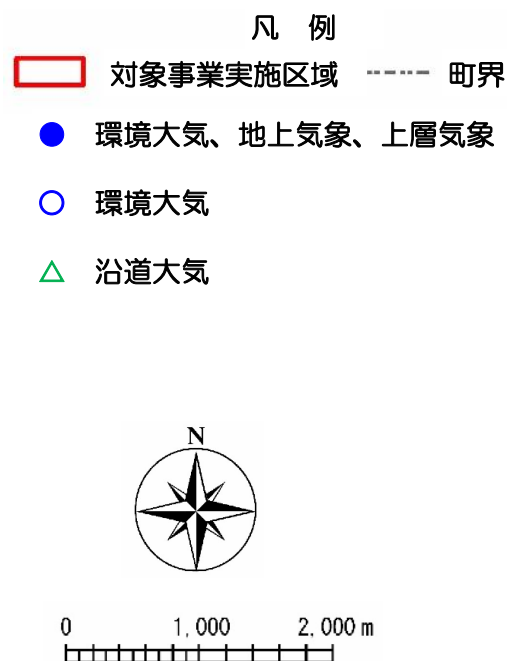 凡 例
対象事業実施区域 町界
環境大気、地上気象、上層気象
環境大気
沿道大気
N
0 1,000 2,000 m